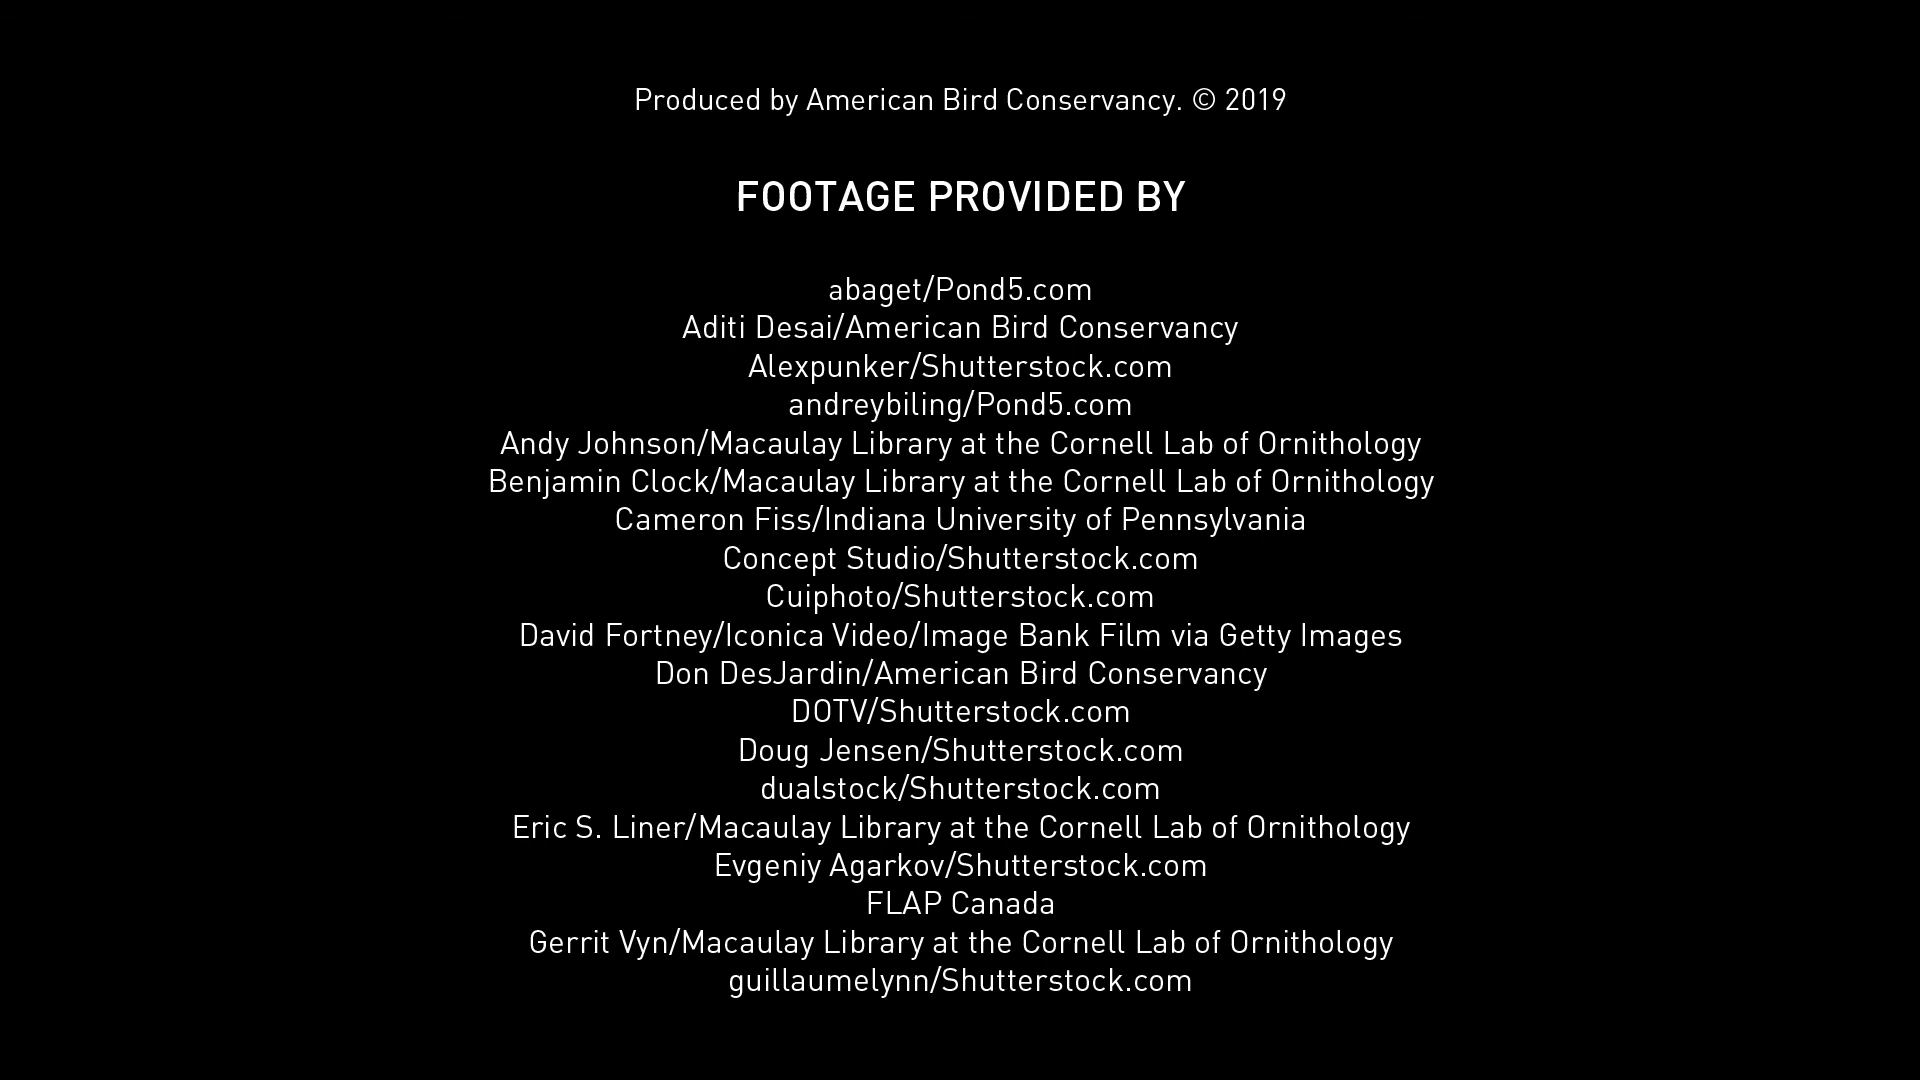 Produced by American Bird Conservancy. © 2019
FOOTAGE PROVIDED BY
abaget/Pond5.com
Aditi Desai/American Bird Conservancy
Alexpunker/Shutterstock.com
andreybiling/Pond5.com
Andy Johnson/Macaulay Library at the Cornell Lab of Ornithology
Benjamin Clock/Macaulay Library at the Cornell Lab of Ornithology
Cameron Fiss/Indiana University of Pennsylvania
Concept Studio/Shutterstock.com
Cuiphoto/Shutterstock.com
David Fortney/Iconica Video/Image Bank Film via Getty Images
Don DesJardin/American Bird Conservancy
DOTV/Shutterstock.com
Doug Jensen/Shutterstock.com
dualstock/Shutterstock.com
Eric S. Liner/Macaulay Library at the Cornell Lab of Ornithology
Evgeniy Agarkov/Shutterstock.com
FLAP Canada
Gerrit Vyn/Macaulay Library at the Cornell Lab of Ornithology
guillaumelynn/Shutterstock.com